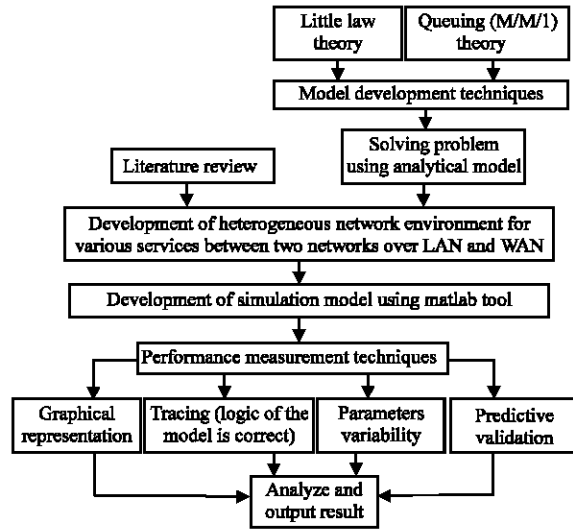 Little law
theory
Queuing (M/M/1)
theory
Model development techniques
Solving problem
using analytical model
Literature review
Development of heterogeneous network environment for
various services between two networks over LAN and WAN
Development of simulation model using matlab tool
Performance measurement techniques
Graphical
representation
Tracing (logic of the
model is correct)
Parameters
variability
Predictive
validation
Analyze and
output result